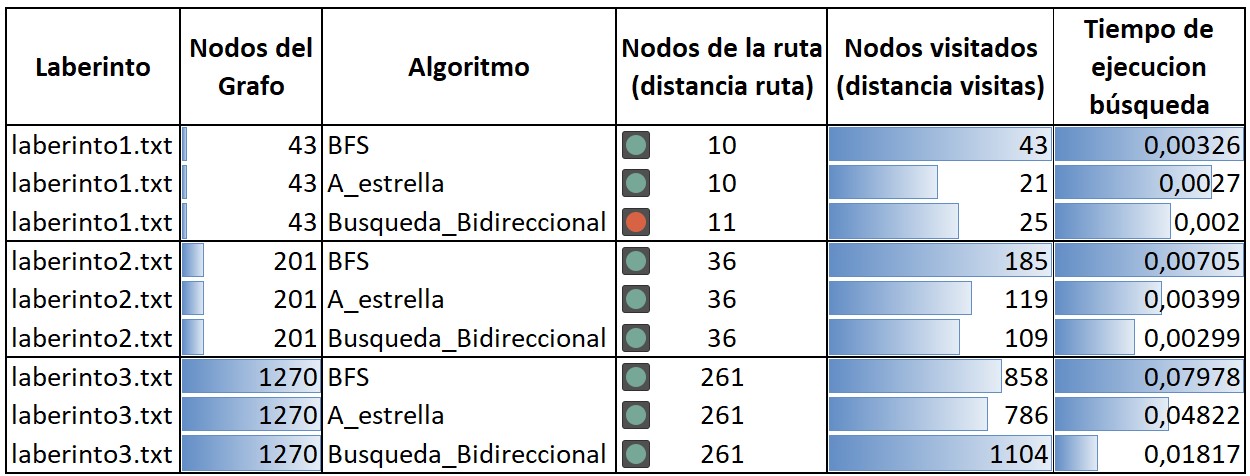 Laberinto Nodos del Grafo Algoritmo Nodos de la ruta (distancia ruta) Nodos visitados (distancia visitas) Tiempo de ejecucion búsqueda
laberinto1.txt 43 BFS 10 43 0,00326
laberinto1.txt 43 A_estrella 10 21 0,0027
laberinto1.txt 43 Busqueda_Bidireccional 11 25 0,002
laberinto2.txt 201 BFS 36 185 0,00705
laberinto2.txt 201 A_estrella 36 119 0,00399
laberinto2.txt 201 Busqueda_Bidireccional 36 109 0,00299
laberinto3.txt 1270 BFS 261 858 0,07978
laberinto3.txt 1270 A_estrella 261 786 0,04822
laberinto3.txt 1270 Busqueda_Bidireccional 261 1104 0,01817